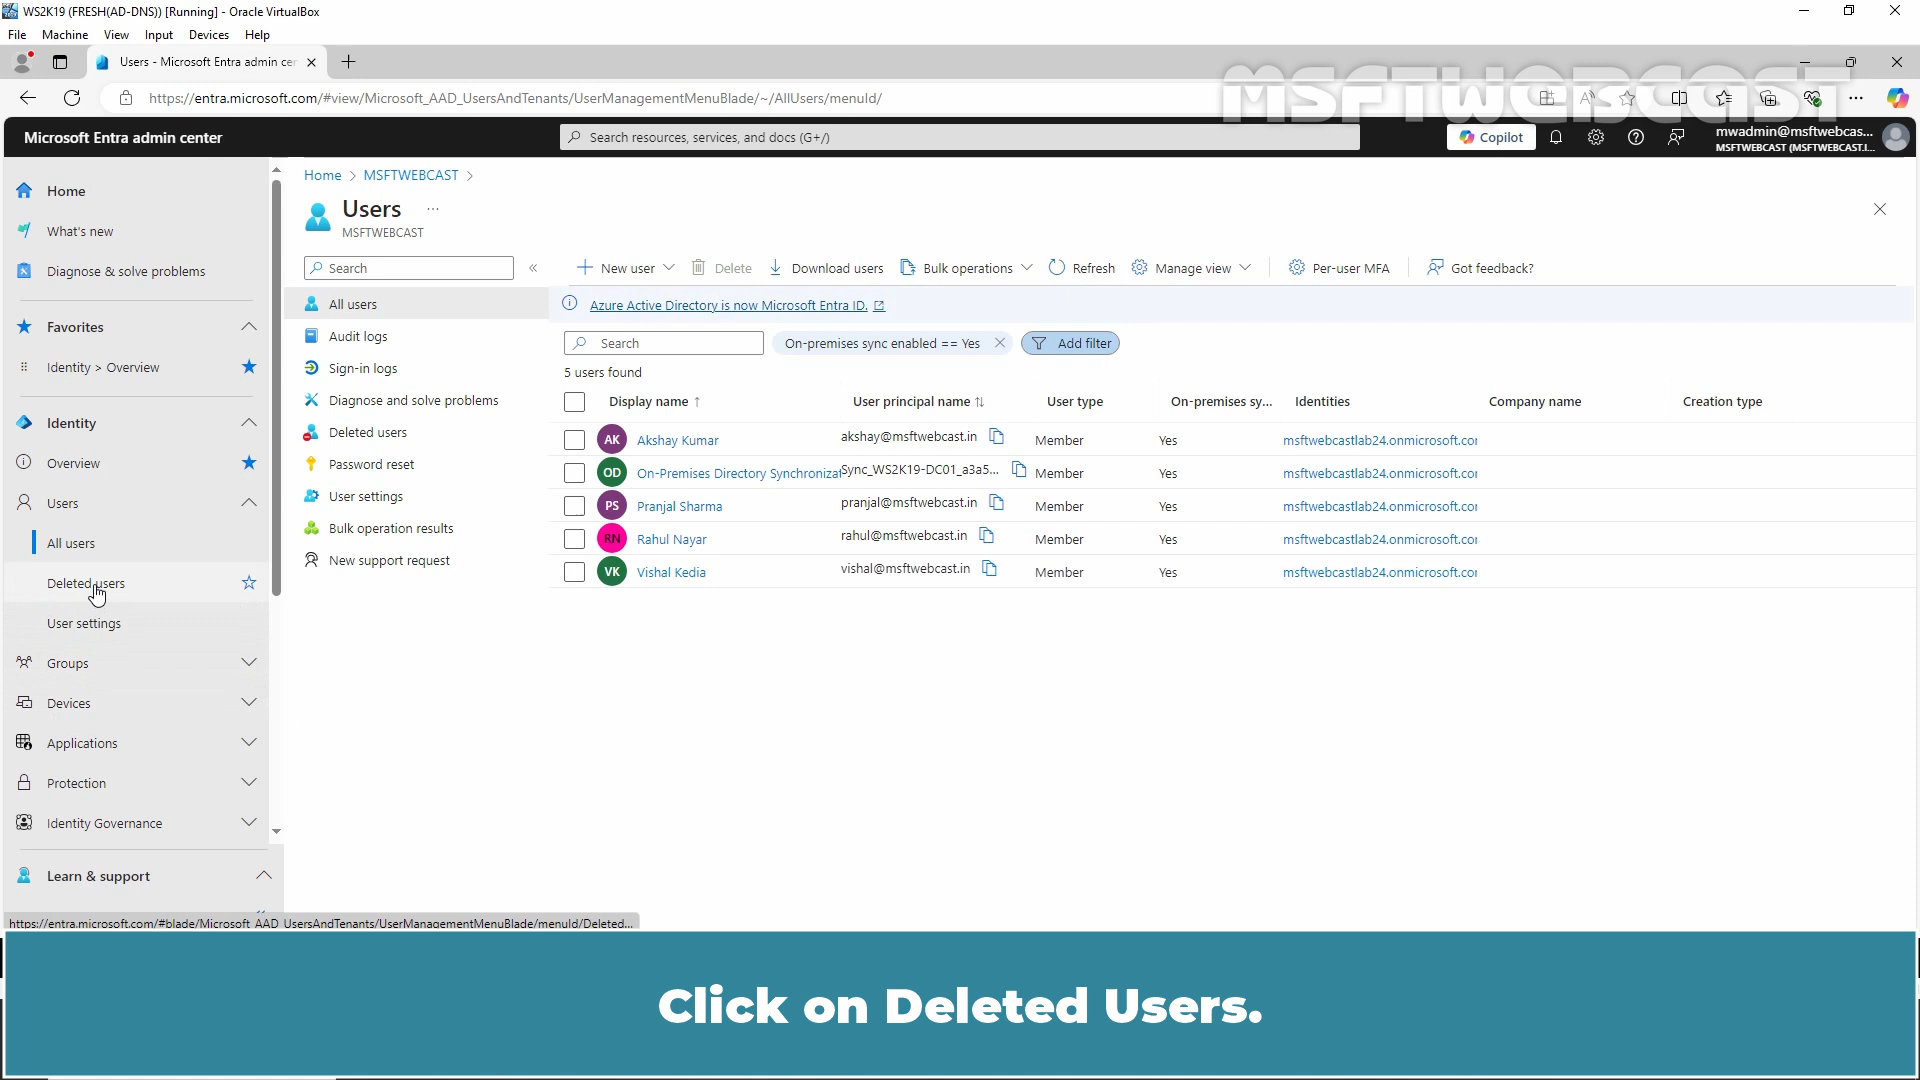 WS2K19 (FRESH(AD-DNS)) [Running] - Oracle VirtualBox
File Machine View Input Devices Help
Users - Microsoft Entra admin cer
https://entra.microsoft.com/#view/Microsoft_AAD_UsersAndTenants/UserManagementMenuBlade/~/AllUsers/menuId/
MSFTWEBCAST
Microsoft Entra admin center
Search resources, services, and docs (G+/)
Copilot
mwadmin@msftwebcas...
MSFTWEBCAST (MSFTWEBCAST.I...
Home
What's new
Diagnose & solve problems
Favorites
Identity > Overview
Identity
Overview
Users
All users
Deleted users
User settings
Groups
Devices
Applications
Protection
Identity Governance
Learn & support
Home > MSFTWEBCAST >
Users ...
MSFTWEBCAST
Search
All users
Audit logs
Sign-in logs
Diagnose and solve problems
Deleted users
Password reset
User settings
Bulk operation results
New support request
New user Delete Download users Bulk operations Refresh Manage view Per-user MFA Got feedback?
Azure Active Directory is now Microsoft Entra ID.
Search On-premises sync enabled == Yes Add filter
5 users found
Display name ↑ User principal name ↑↓ User type On-premises sy... Identities Company name Creation type
AK Akshay Kumar akshay@msftwebcast.in Member Yes msftwebcastlab24.onmicrosoft.cor
OD On-Premises Directory Synchronizat Sync_WS2K19-DC01_a3a5... Member Yes msftwebcastlab24.onmicrosoft.cor
PS Pranjal Sharma pranjal@msftwebcast.in Member Yes msftwebcastlab24.onmicrosoft.cor
RN Rahul Nayar rahul@msftwebcast.in Member Yes msftwebcastlab24.onmicrosoft.cor
VK Vishal Kedia vishal@msftwebcast.in Member Yes msftwebcastlab24.onmicrosoft.cor
https://entra.microsoft.com/#blade/Microsoft_AAD_UsersAndTenants/UserManagementMenuBlade/menuId/Deleted...
Click on Deleted Users.